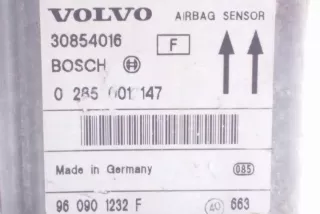 VOLVO AIRBAG SENSOR
30854016 F
BOSCH
0 285 001 147
Made in Germany 085
96 090 1232 F 663